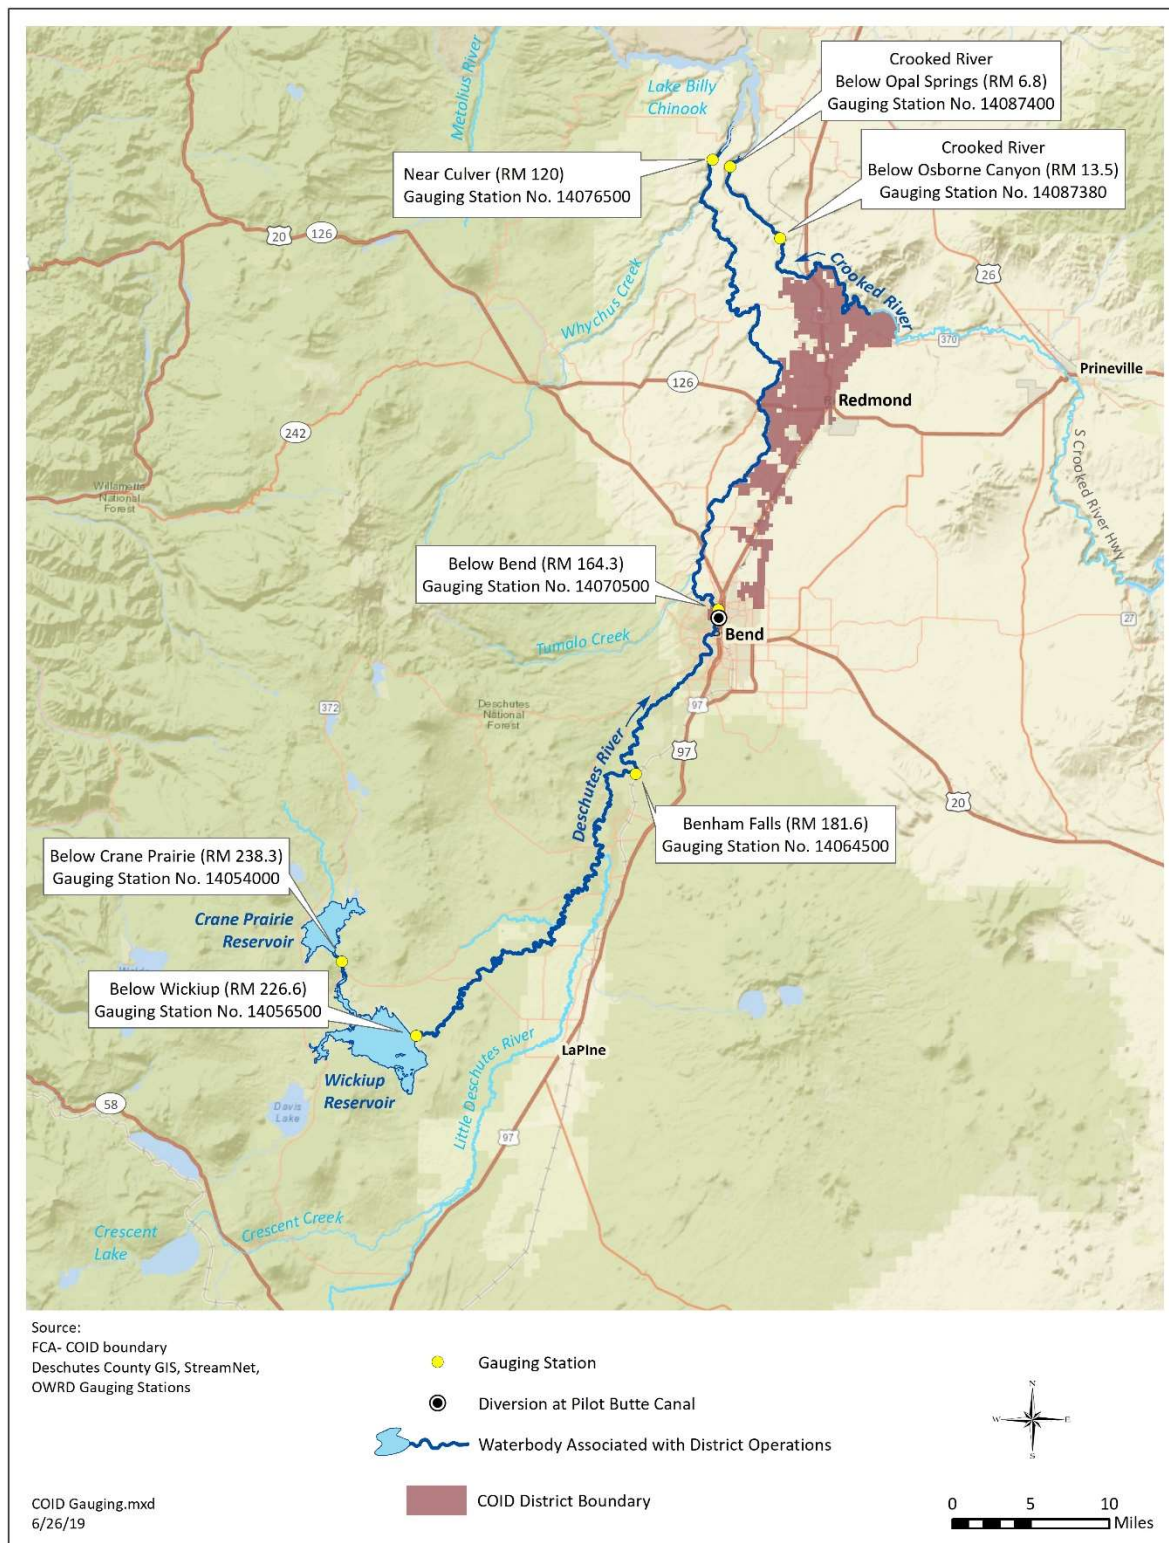 Crooked River
Below Opal Springs (RM 6.8)
Gauging Station No. 14087400
Metolius River
Lake Billy
Chinook
Near Culver (RM 120)
Gauging Station No. 14076500
Crooked River
Below Osborne Canyon (RM 13.5)
Gauging Station No. 14087380
20
126
26
Crooked River
Whychus Creek
370
Prineville
126
Redmond
242
Willamette
National
Forest
S Crooked River Hwy
Below Bend (RM 164.3)
Gauging Station No. 14070500
27
Tumalo Creek
Bend
372
Deschutes
National
Forest
97
97
Deschutes River
20
Benham Falls (RM 181.6)
Gauging Station No. 14064500
Below Crane Prairie (RM 238.3)
Gauging Station No. 14054000
Crane Prairie
Reservoir
Below Wickiup (RM 226.6)
Gauging Station No. 14056500
LaPIne
Little Deschutes River
Wickiup
Reservoir
58
Davis
Lake
97
Crescent Creek
Crescent
Lake
Source:
FCA- COID boundary
Deschutes County GIS, StreamNet,
OWRD Gauging Stations
Gauging Station
Diversion at Pilot Butte Canal
Waterbody Associated with District Operations
COID District Boundary
N
W E
S
COID Gauging.mxd
6/26/19
0 5 10
Miles